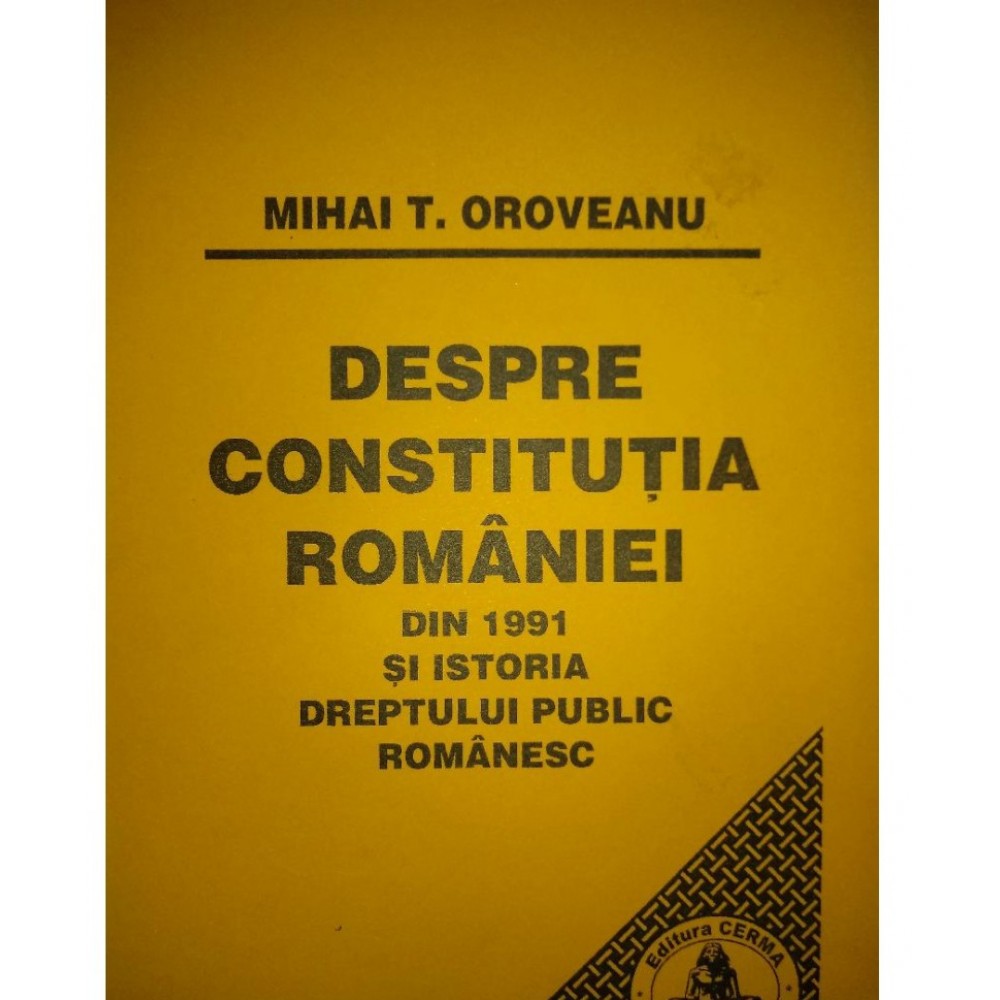 MIHAI T. OROVEANU
DESPRE
CONSTITUȚIA
ROMÂNIEI
DIN 1991
ȘI ISTORIA
DREPTULUI PUBLIC
ROMÂNESC
Editura CERMA